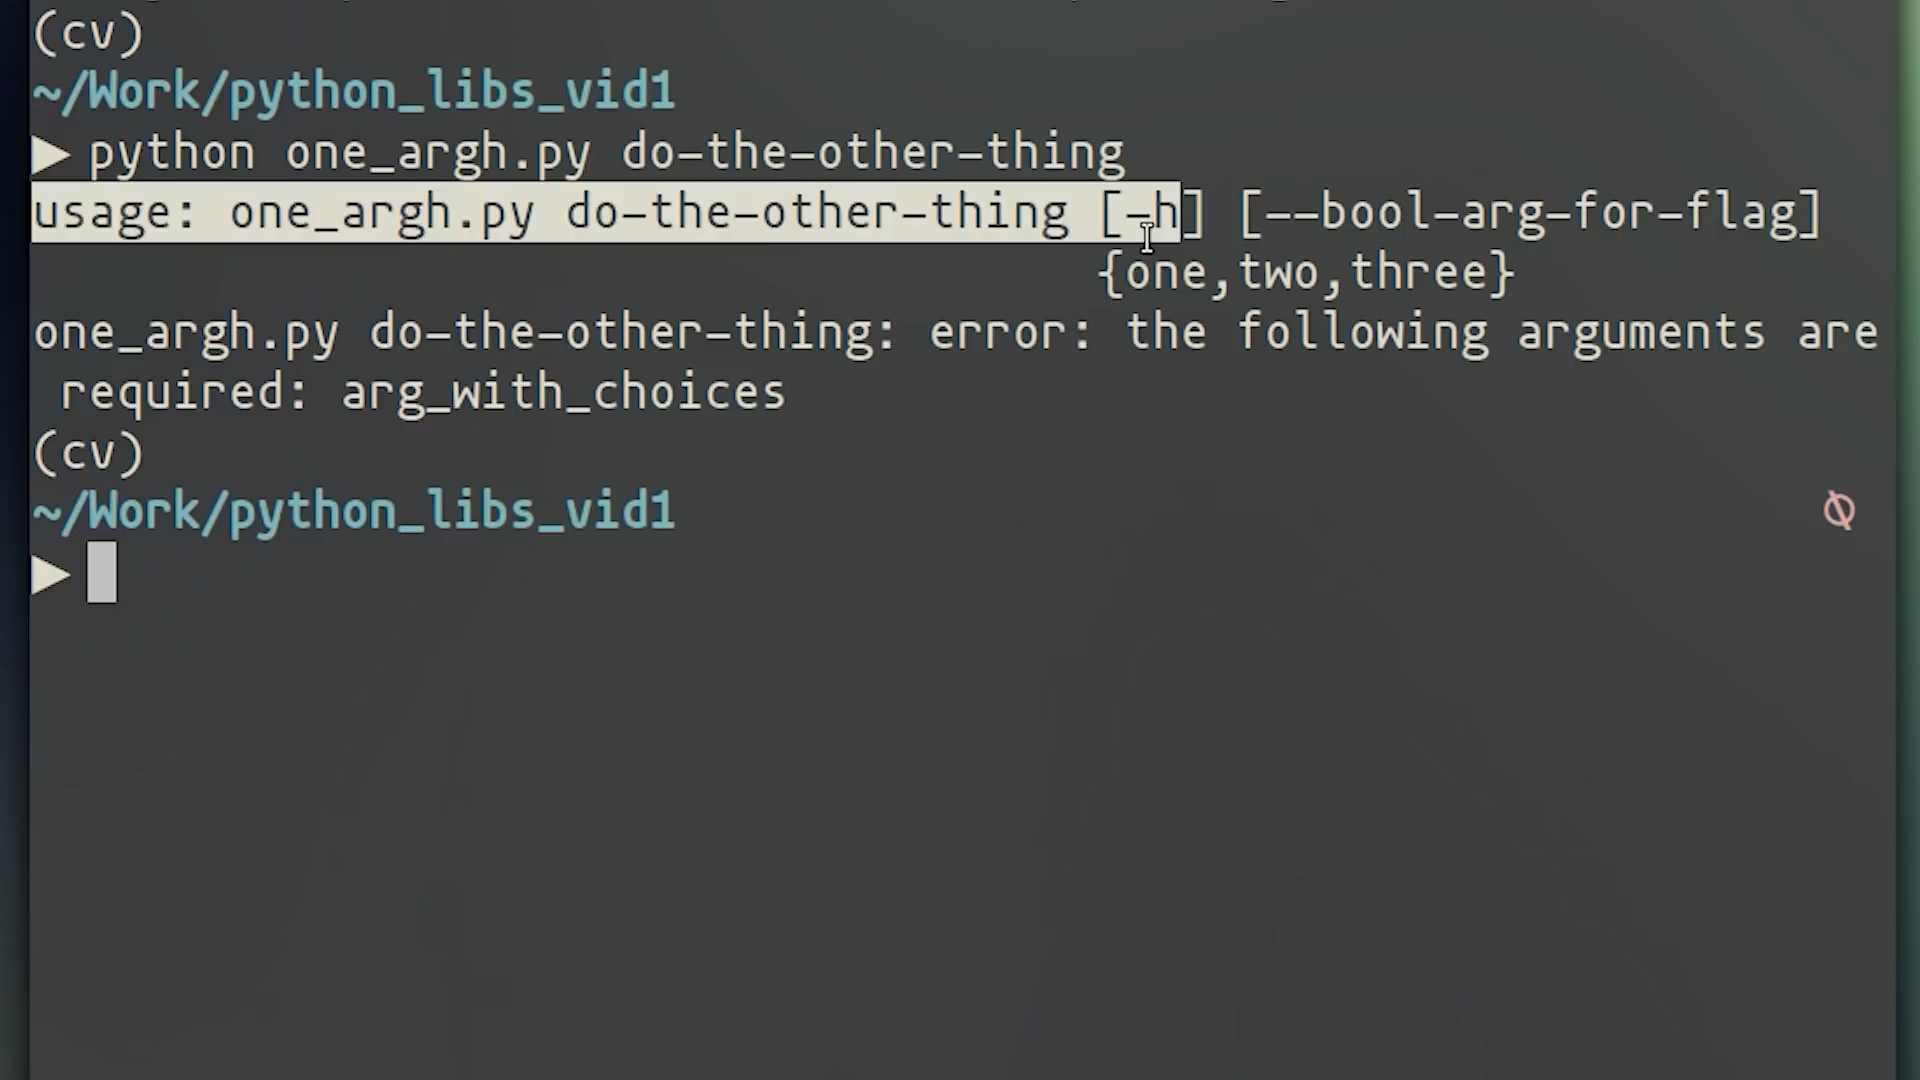 (cv)
~/Work/python_libs_vid1
▶ python one_argh.py do-the-other-thing
usage: one_argh.py do-the-other-thing [-h] [--bool-arg-for-flag]
{one,two,three}
one_argh.py do-the-other-thing: error: the following arguments are
required: arg_with_choices
(cv)
~/Work/python_libs_vid1
▶